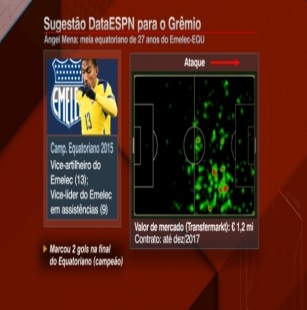 Sugestão DataESPN para o Grêmio
Ángel Mena: meia equatoriano de 27 anos do Emelec-EQU
Ataque
EMELEC
13
Camp. Equatoriano 2015
Vice-artilheiro do
Emelec (13);
Vice-líder do Emelec
em assistências (9)
Valor de mercado (Transfermarkt): € 1,2 mi
Contrato: até dez/2017
Marcou 2 gols na final
do Equatoriano (campeão)